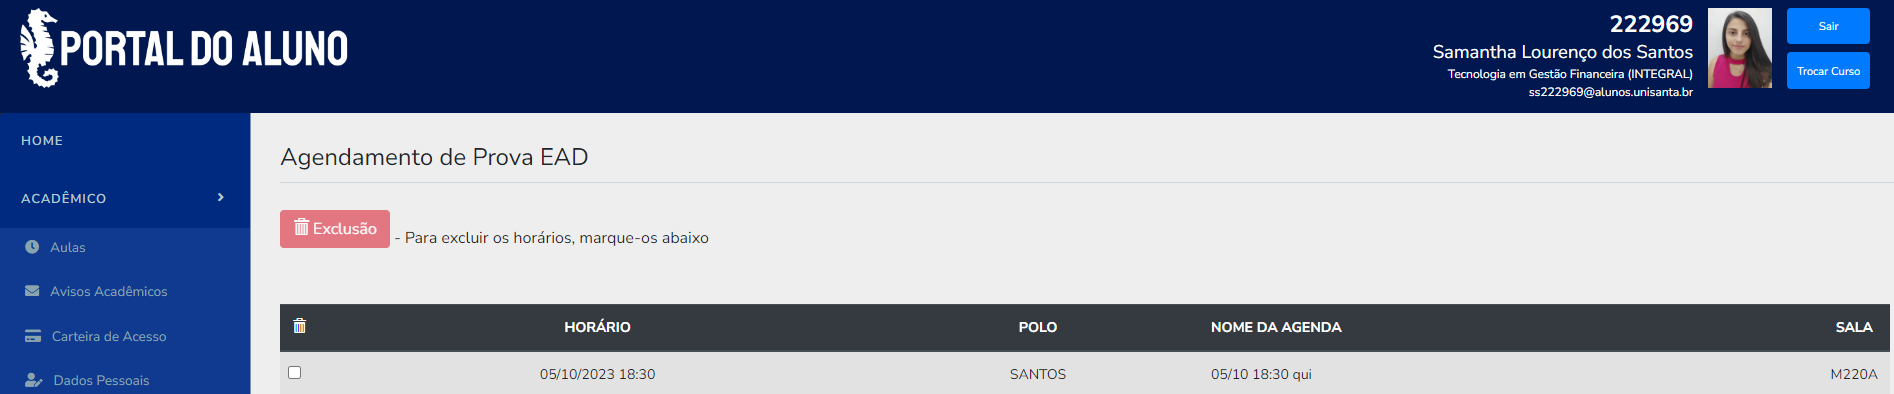 PORTAL DO ALUNO
222969
Samantha Lourenço dos Santos
Tecnologia em Gestão Financeira (INTEGRAL)
ss222969@alunos.unisanta.br
Sair
Trocar Curso
HOME
ACADÊMICO
Aulas
Avisos Acadêmicos
Carteira de Acesso
Dados Pessoais
Agendamento de Prova EAD
Exclusão - Para excluir os horários, marque-os abaixo
HORÁRIO POLO NOME DA AGENDA SALA
05/10/2023 18:30 SANTOS 05/10 18:30 qui M220A